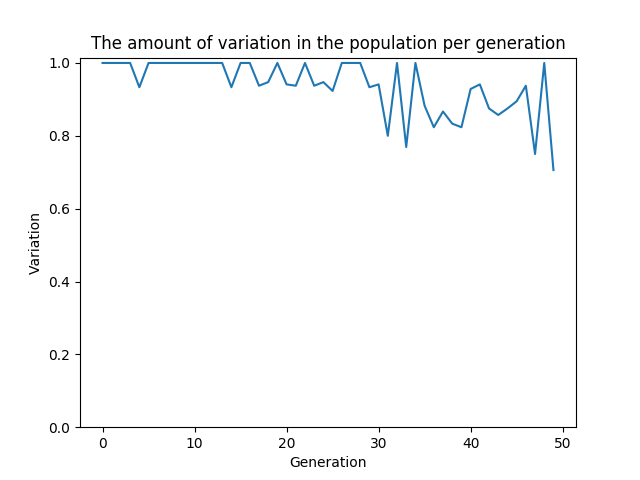 The amount of variation in the population per generation
1.0
0.8
0.6
0.4
0.2
0.0
Variation
0 10 20 30 40 50
Generation